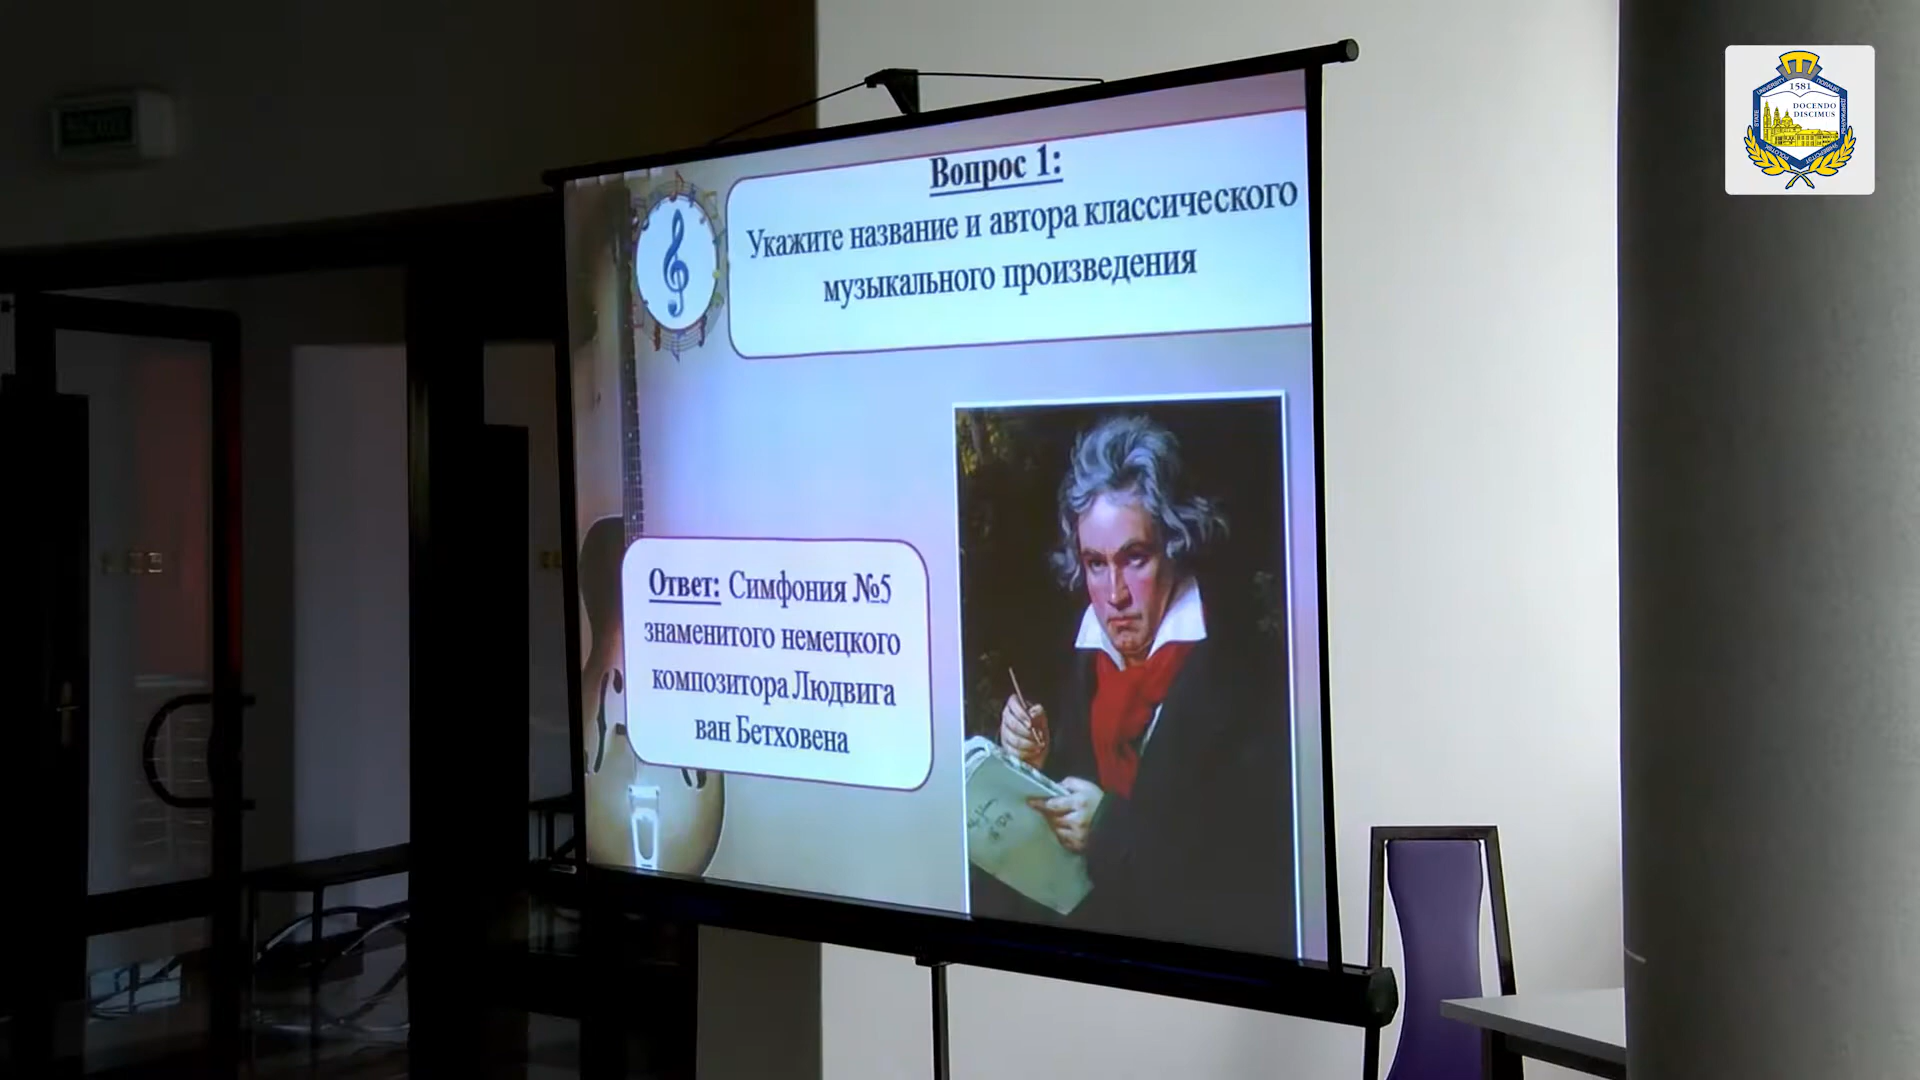 Вопрос 1:
Укажите название и автора классического
музыкального произведения
Ответ: Симфония №5
знаменитого немецкого
композитора Людвига
ван Бетховена
1581
DOCENDO
DISCIMUS